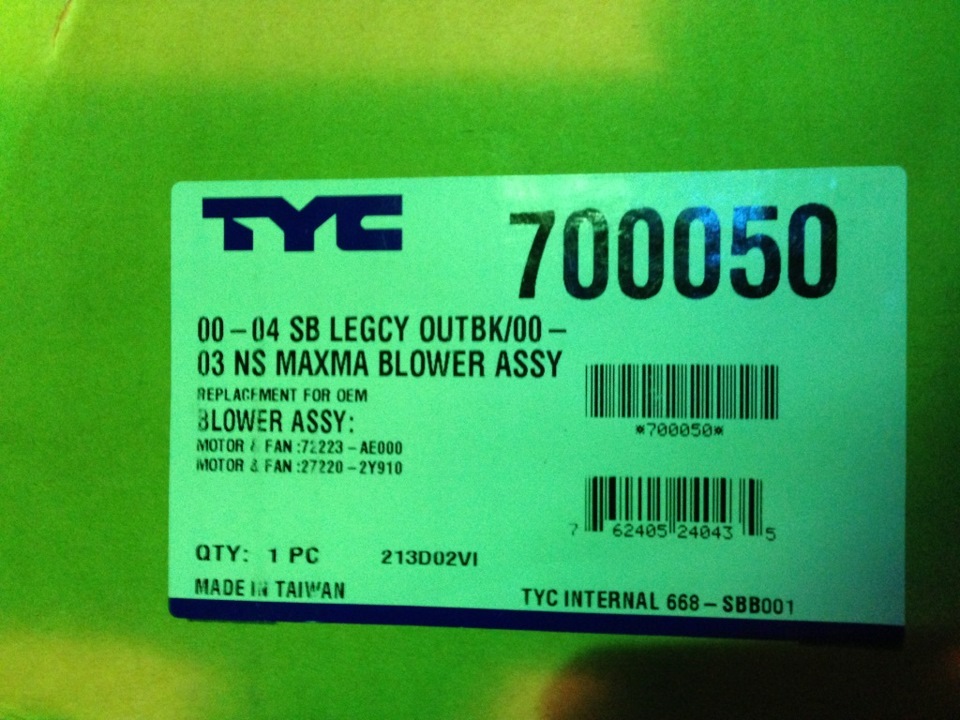 TYC
700050
00-04 SB LEGCY OUTBK/00-
03 NS MAXMA BLOWER ASSY
REPLACEMENT FOR OEM
BLOWER ASSY:
MOTOR & FAN :72223-AE000
MOTOR & FAN :27220-2Y910
*700050*
7 62405 24043 5
QTY: 1 PC 213D02VI
MADE IN TAIWAN
TYC INTERNAL 668-SBB001